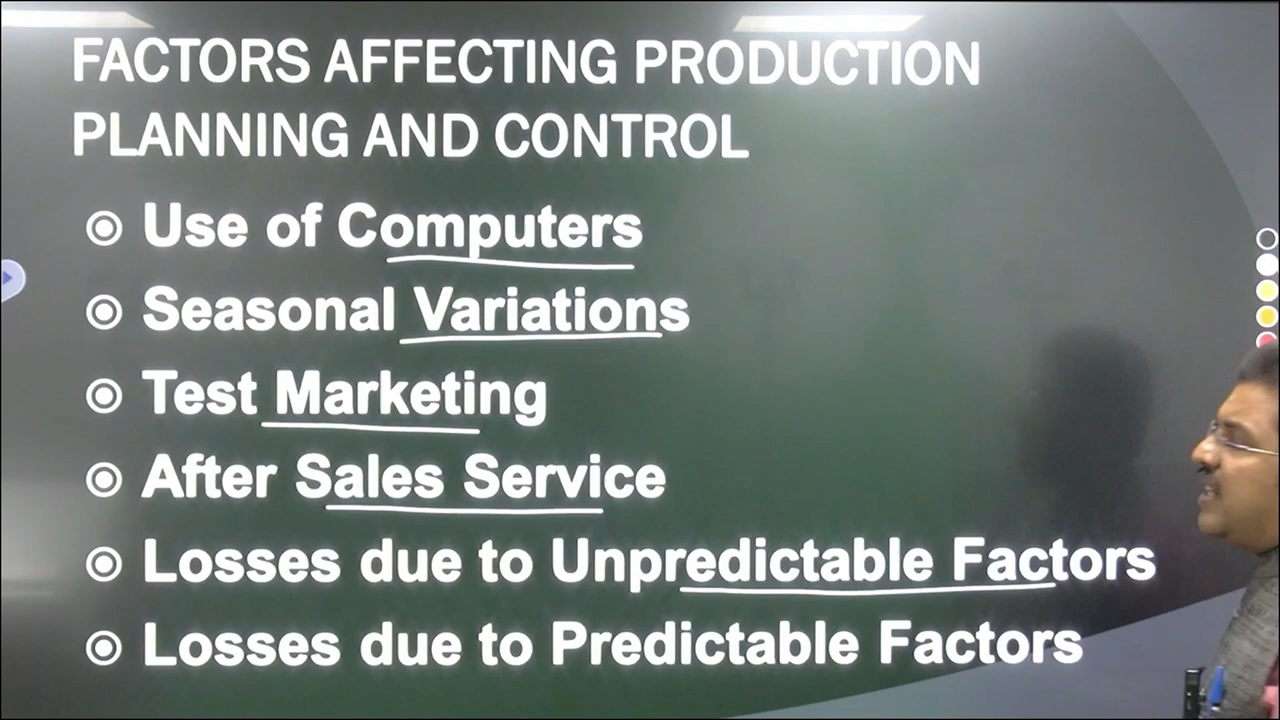 FACTORS AFFECTING PRODUCTION
PLANNING AND CONTROL
Use of Computers
Seasonal Variations
Test Marketing
After Sales Service
Losses due to Unpredictable Factors
Losses due to Predictable Factors